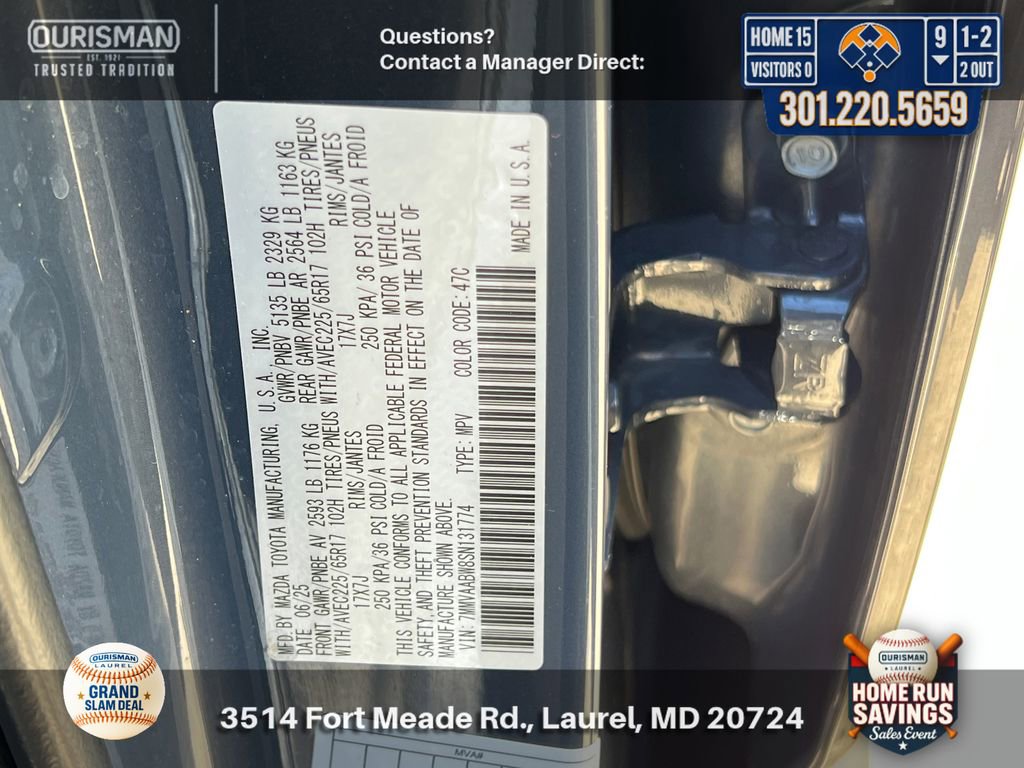 OURISMAN
EST. 1921
TRUSTED TRADITION
Questions?
Contact a Manager Direct:
HOME 15
VISITORS 0
9
1-2
2 OUT
301.220.5659
MFD. BY MAZDA TOYOTA MANUFACTURING, U.S.A., INC.
DATE 06/25 GWVR/PNBV 5135 LB 2329 KG
FRONT GAWR/PNBE AV 2593 LB 1176 KG REAR GAWR/PNBE AR 2564 LB 1163 KG
WITH/AVEC225/65R17 102H TIRES/PNEUS WITH/AVEC225/65R17 102H TIRES/PNEUS
17X7J RIMS/JANTES 17X7J RIMS/JANTES
250 KPA/36 PSI COLD/A FROID 250 KPA/36 PSI COLD/A FROID
THIS VEHICLE CONFORMS TO ALL APPLICABLE FEDERAL MOTOR VEHICLE
SAFETY AND THEFT PREVENTION STANDARDS IN EFFECT ON THE DATE OF
MANUFACTURE SHOWN ABOVE.
VIN: 7MMVAABW8SN131774 TYPE: MPV COLOR CODE: 47C
MADE IN U.S.A.
10
OURISMAN
LAUREL
GRAND
SLAM DEAL
3514 Fort Meade Rd., Laurel, MD 20724
OURISMAN
LAUREL
HOME RUN
SAVINGS
Sales Event
MVA#